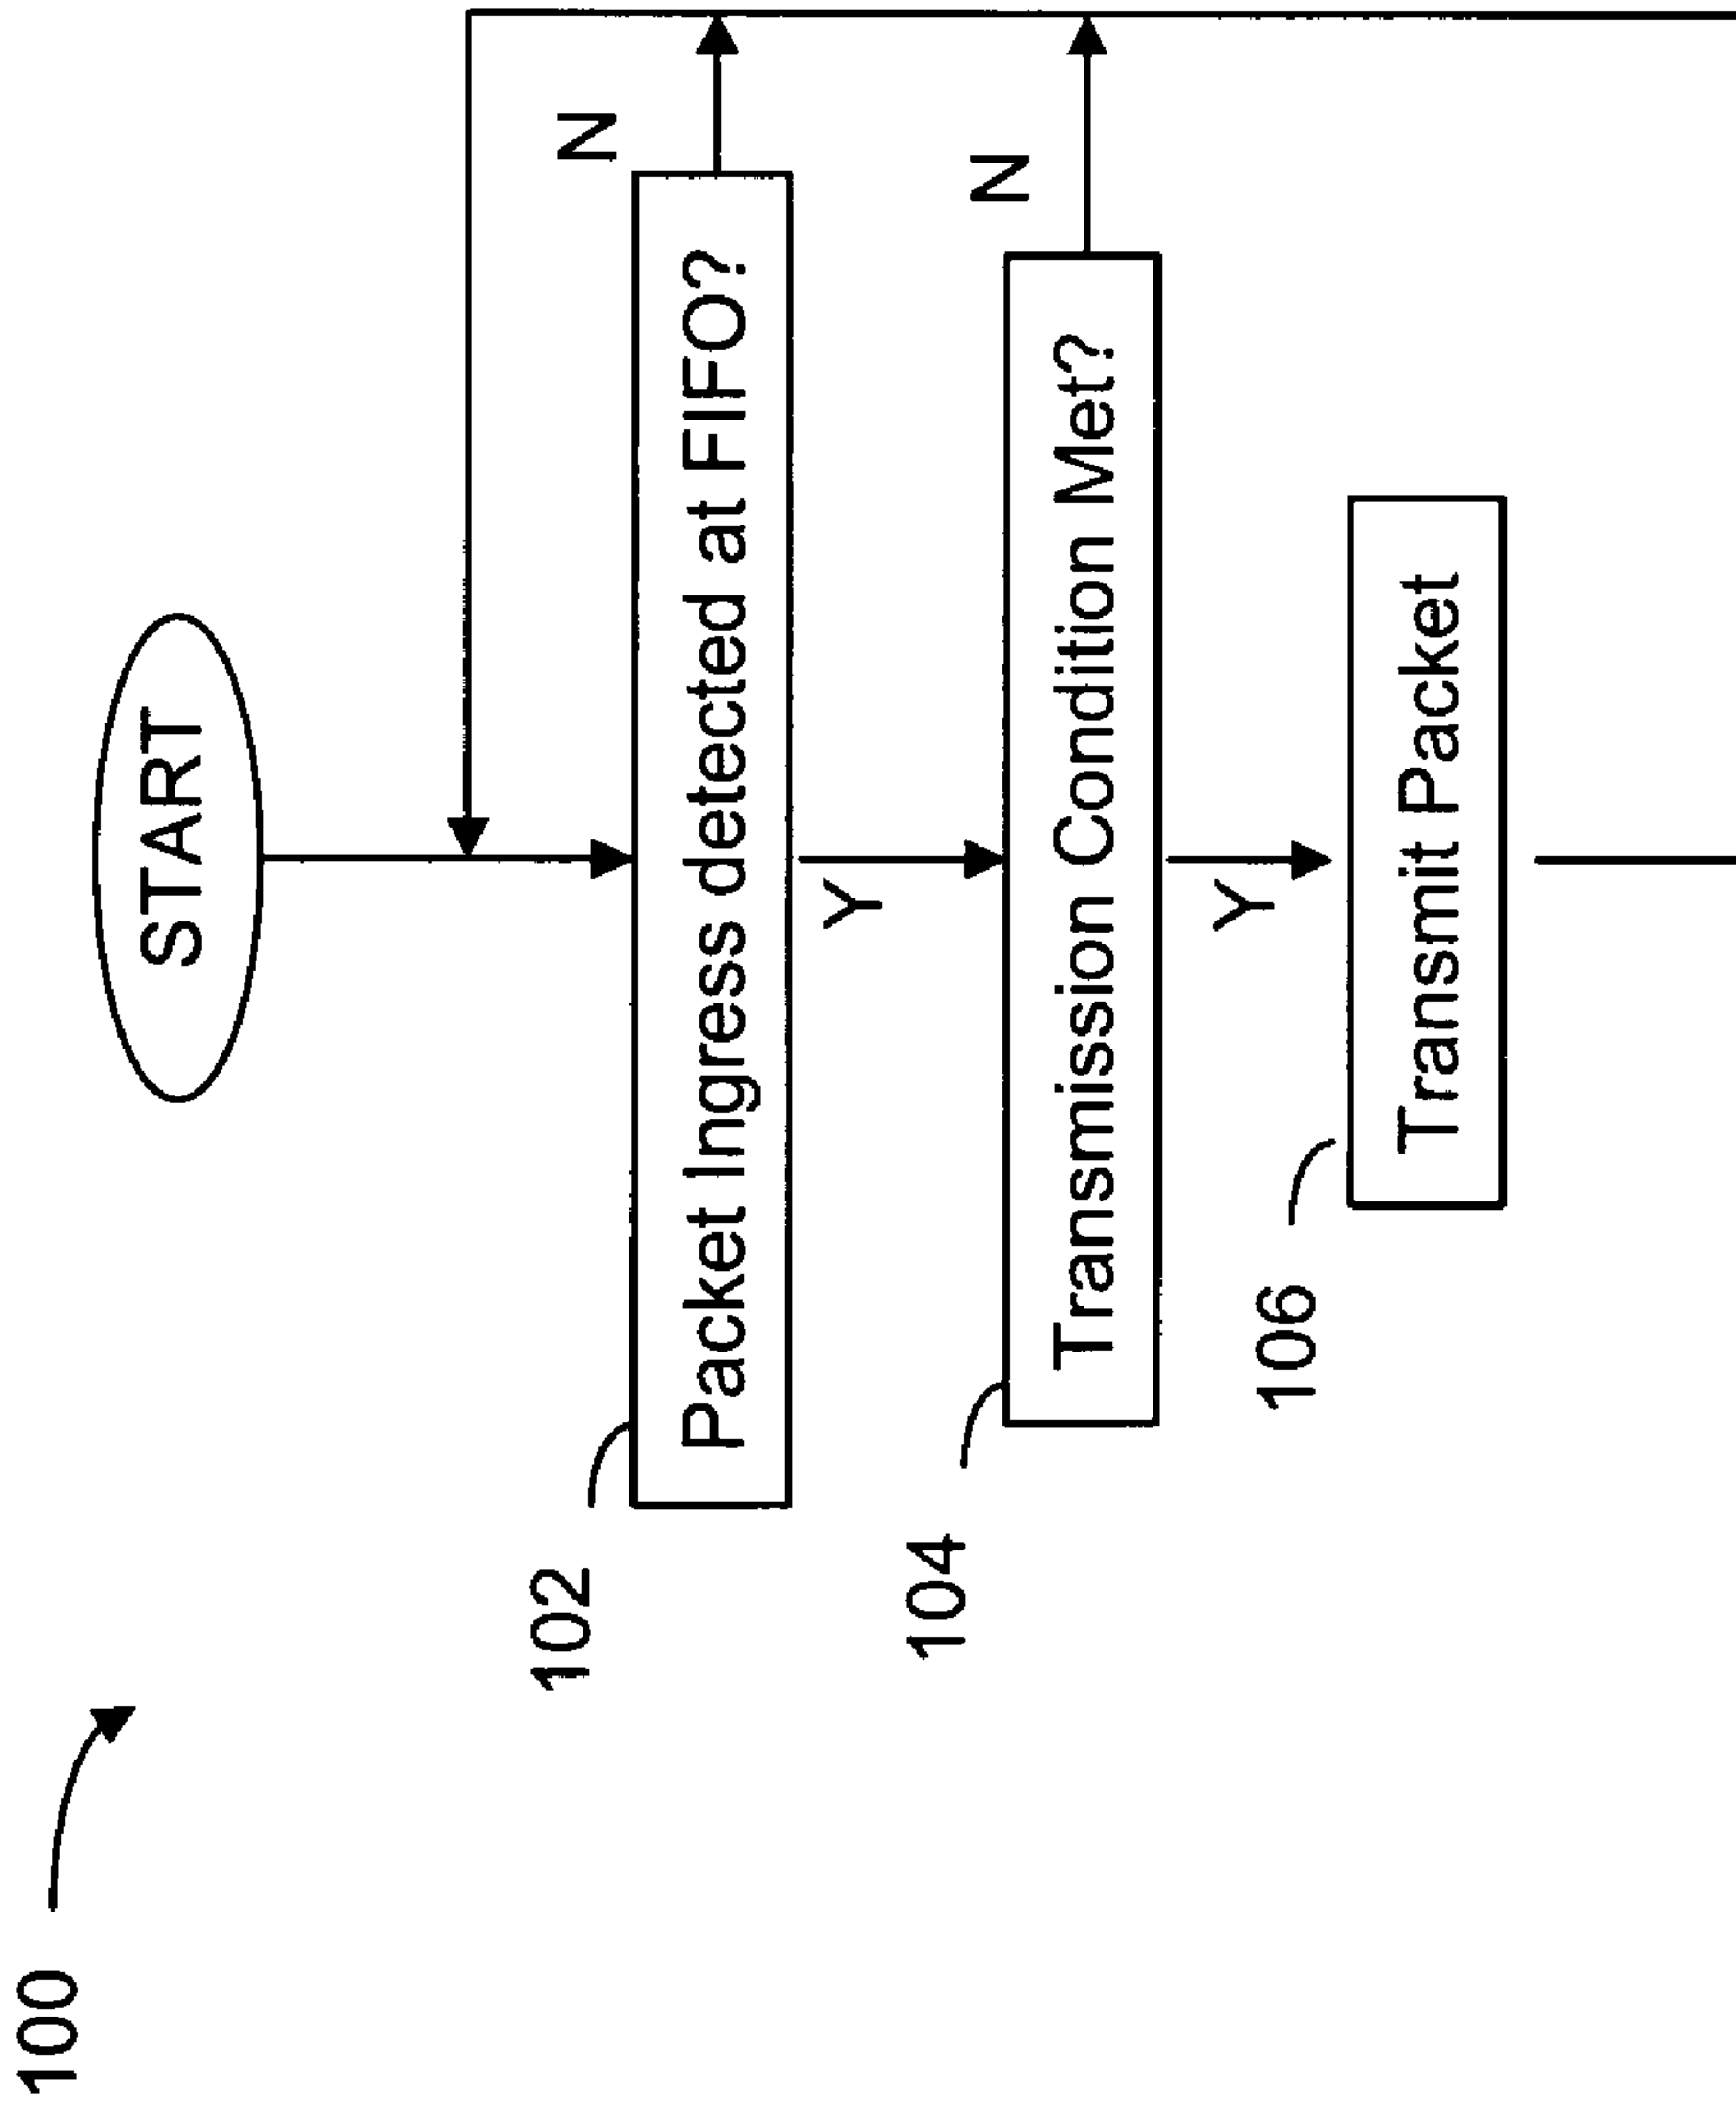 100
START
N
102
Packet Ingress detected at FIFO?
Y
N
104
Transmission Condition Met?
Y
106
Transmit Packet